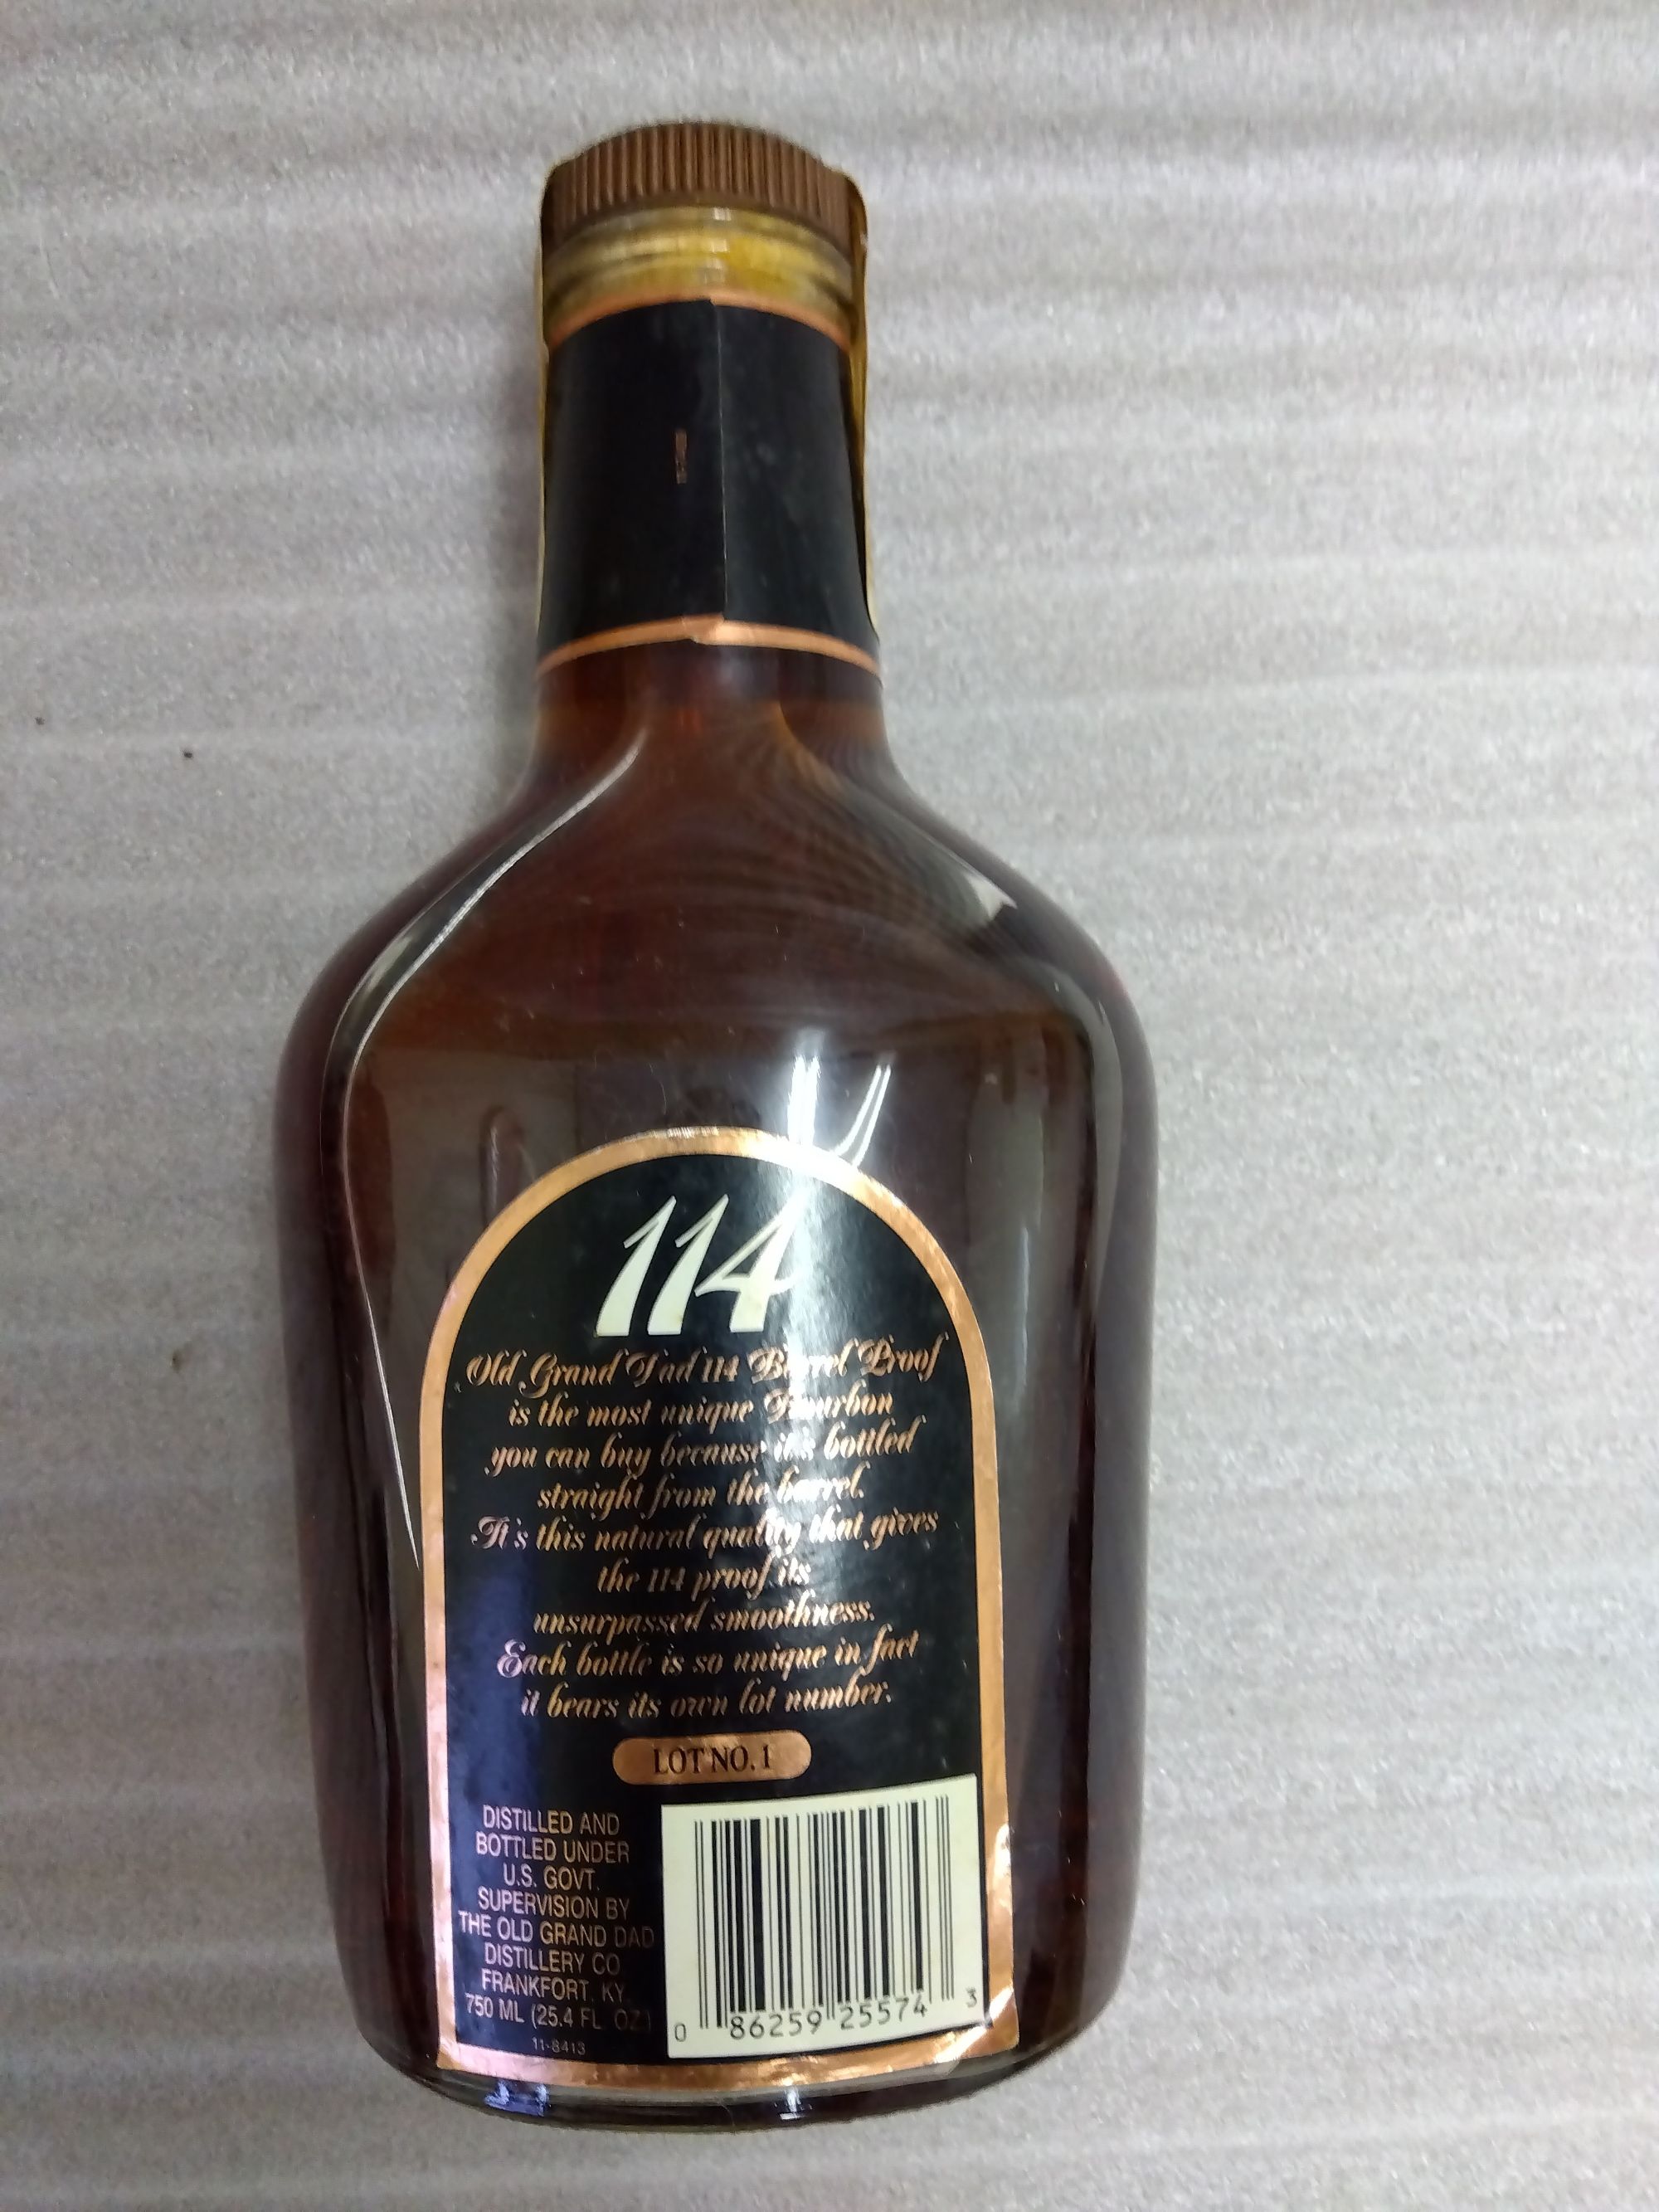 114
Old Grand Dad 114 Barrel Proof
is the most unique Bourbon
you can buy because it's bottled
straight from the barrel.
It's this natural quality that gives
the 114 proof its
unsurpassed smoothness.
Each bottle is so unique in fact
it bears its own lot number.
LOT NO. 1
DISTILLED AND
BOTTLED UNDER
U.S. GOVT.
SUPERVISION BY
THE OLD GRAND DAD
DISTILLERY CO
FRANKFORT, KY.
750 ML (25.4 FL. OZ.)
11-8413
0 86259 25574 3